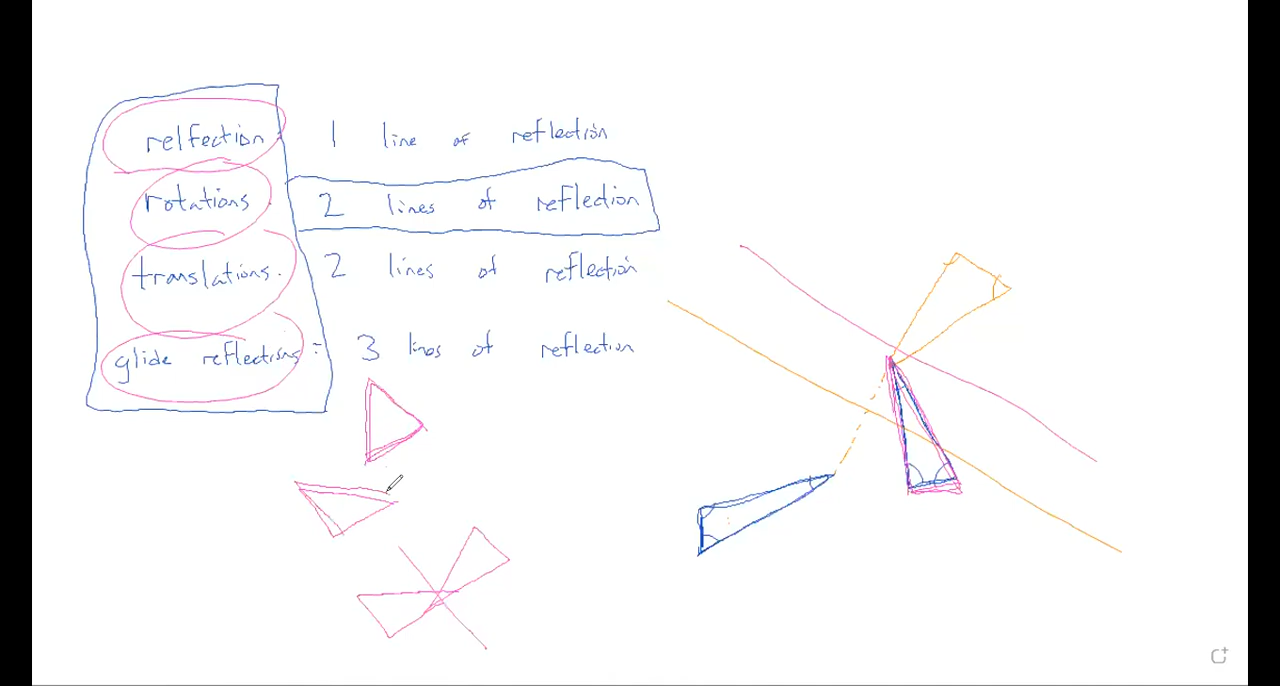 relfection: 1 line of reflection
rotations. 2 lines of reflection
translations. 2 lines of reflection
glide reflections: 3 lines of reflection